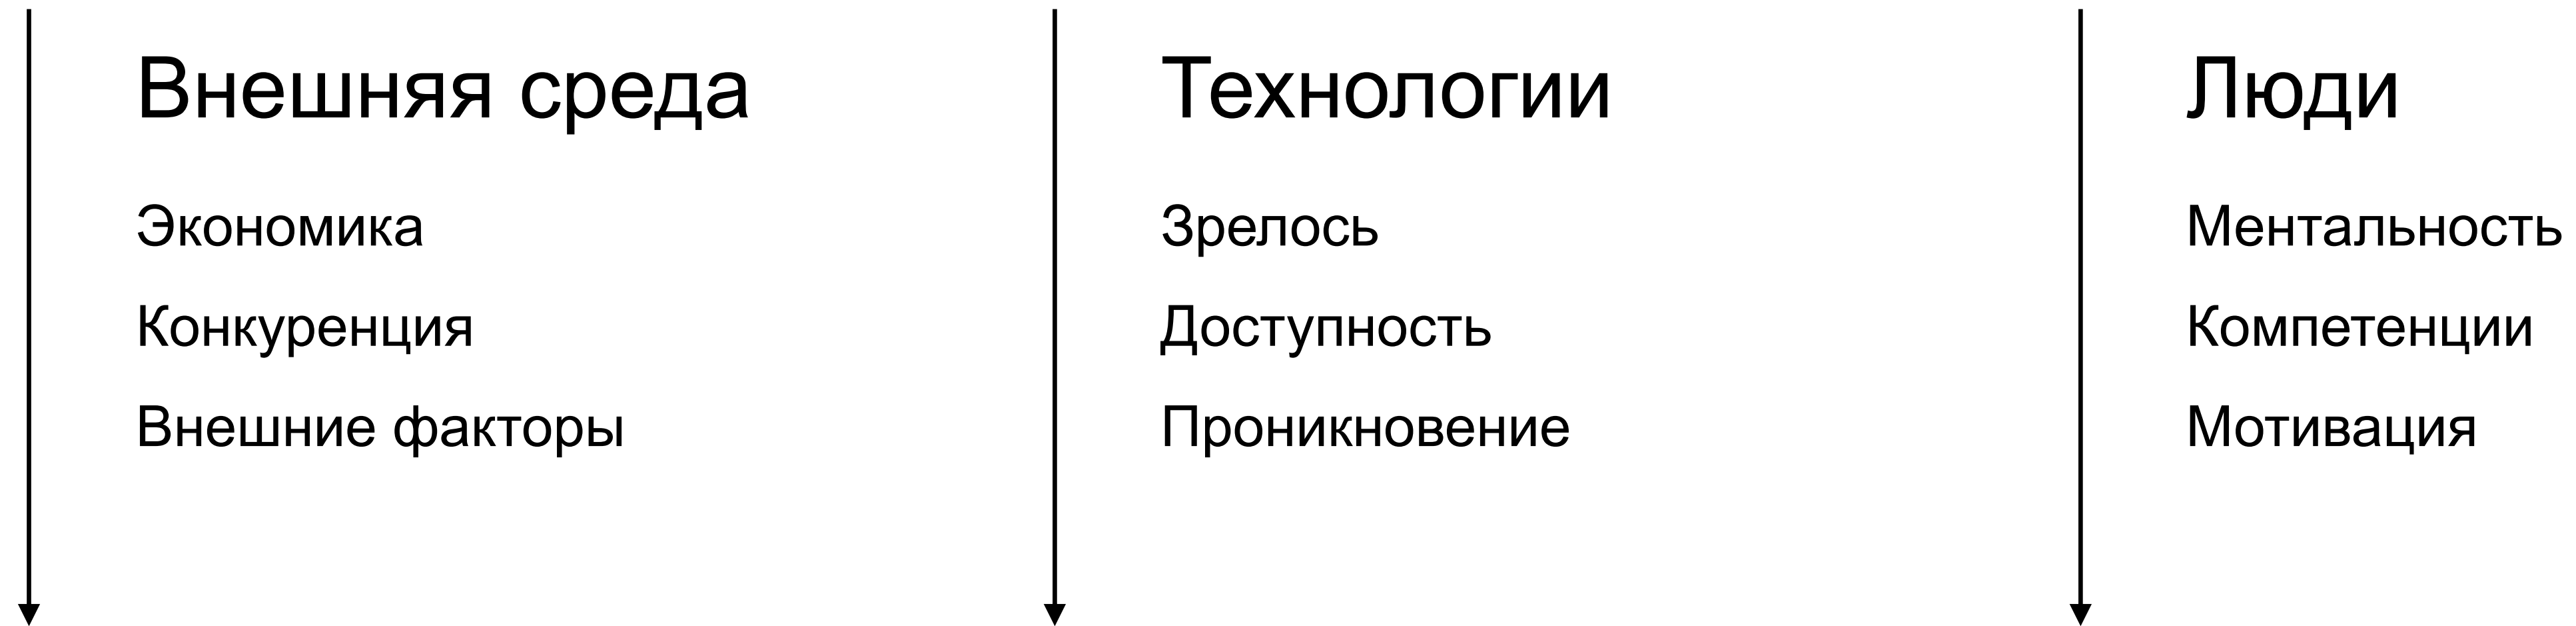 Внешняя среда
Экономика
Конкуренция
Внешние факторы
Технологии
Зрелось
Доступность
Проникновение
Люди
Ментальность
Компетенции
Мотивация